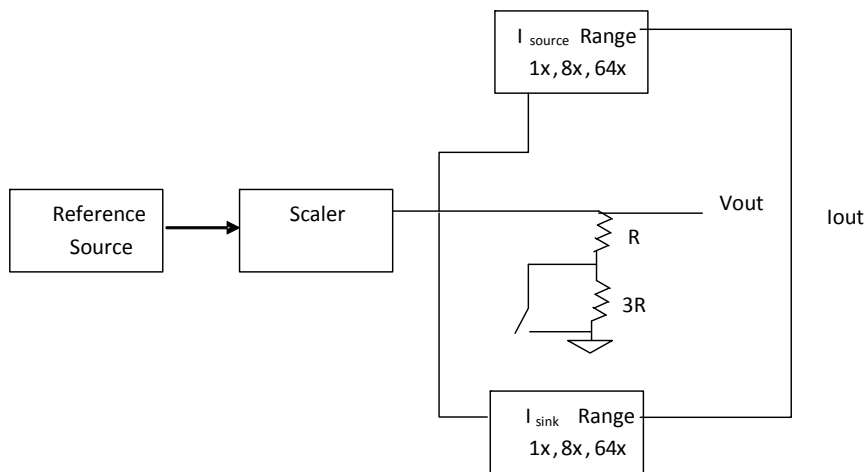 I source Range
1x, 8x, 64x
Reference
Source
Scaler
Vout
Iout
R
3R
I sink Range
1x, 8x, 64x